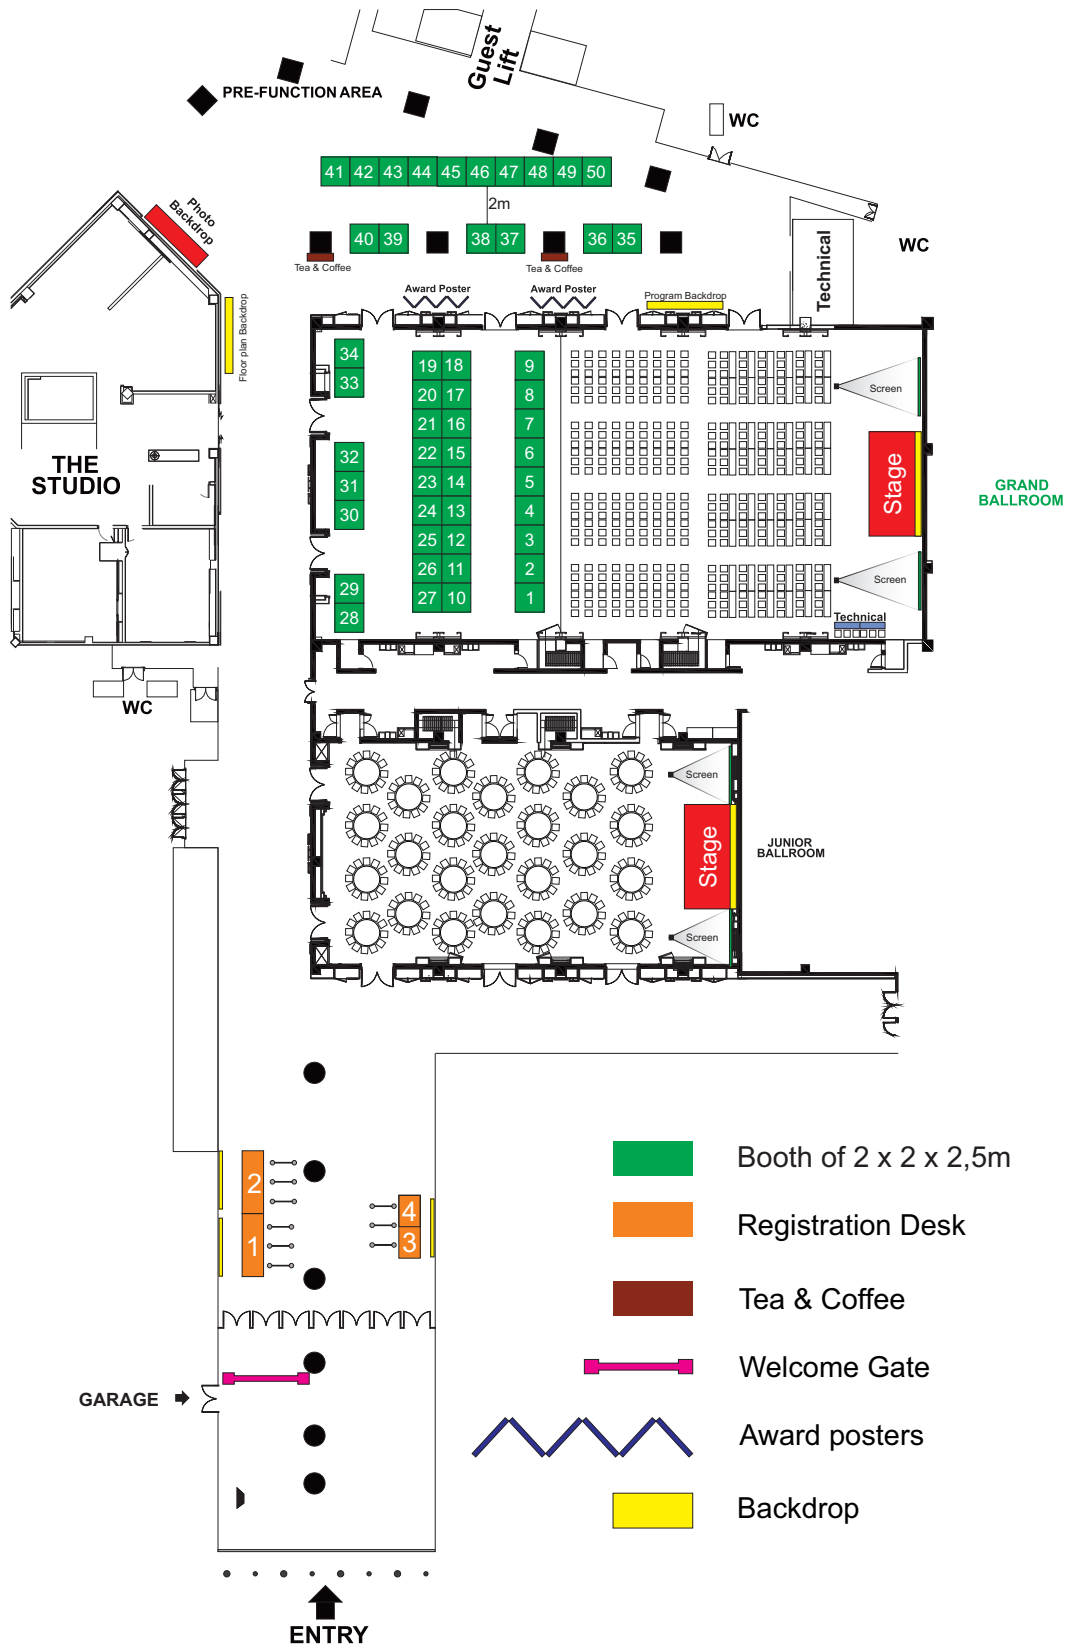 Guest
Lift
PRE-FUNCTION AREA
WC
41 42 43 44 45 46 47 48 49 50
2m
Photo
Backdrop
40 39 38 37 36 35
WC
Technical
Tea & Coffee
Tea & Coffee
Award Poster
Award Poster
Program Backdrop
Floor plan Backdrop
34 19 18 9
33 20 17 8
21 16 7
32 22 15 6
31 23 14 5
30 24 13 4
25 12 3
29 26 11 2
28 27 10 1
Screen
Stage
Screen
Technical
THE
STUDIO
GRAND
BALLROOM
WC
Screen
Stage
Screen
JUNIOR
BALLROOM
2
1
4
3
Booth of 2 x 2 x 2,5m
Registration Desk
Tea & Coffee
Welcome Gate
Award posters
Backdrop
GARAGE
ENTRY